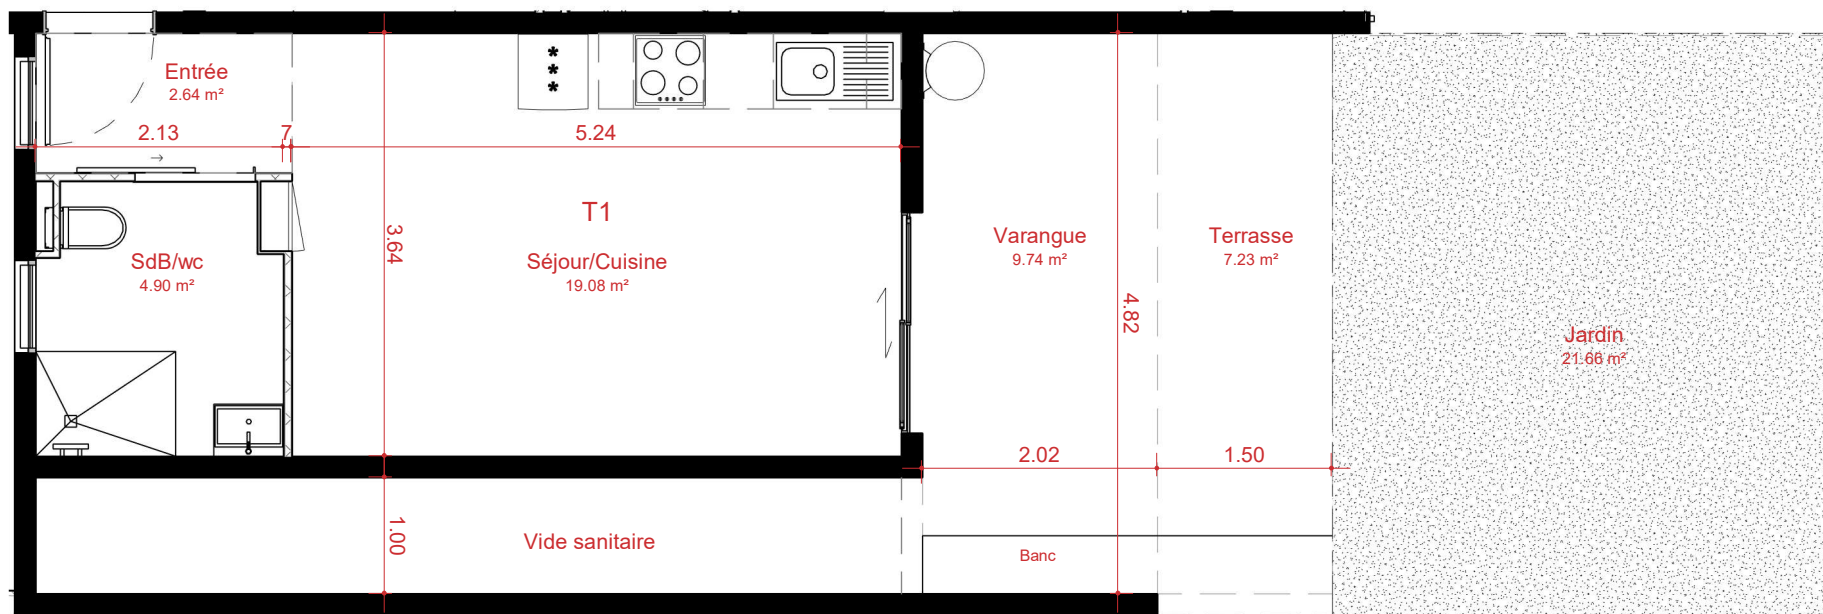 Entrée
2.64 m²
2.13
7
5.24
T1
Séjour/Cuisine
19.08 m²
3.64
SdB/wc
4.90 m²
Varangue
9.74 m²
Terrasse
7.23 m²
4.82
Jardin
21.66 m²
2.02
1.50
1.00
Vide sanitaire
Banc